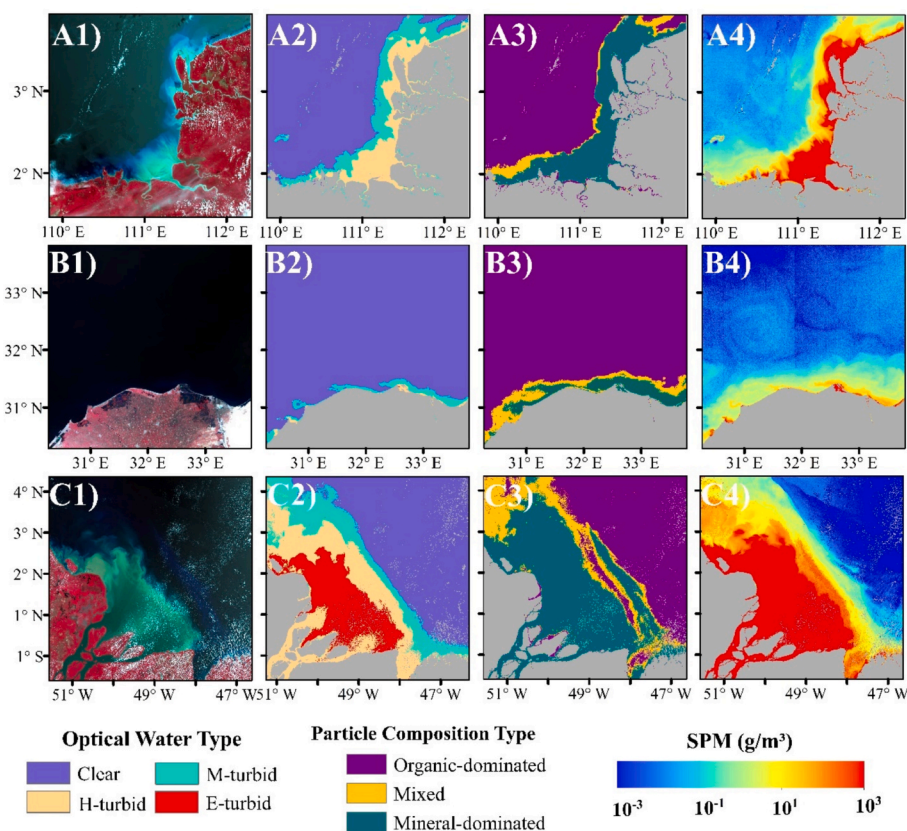 A1) A2) A3) A4)
3° N
2° N
110° E 111° E 112° E 110° E 111° E 112° E 110° E 111° E 112° E 110° E 111° E 112° E
B1) B2) B3) B4)
33° N
32° N
31° N
31° E 32° E 33° E 31° E 32° E 33° E 31° E 32° E 33° E 31° E 32° E 33° E
C1) C2) C3) C4)
4° N
3° N
2° N
1° N
1° S
51° W 49° W 47° W 51° W 49° W 47° W 51° W 49° W 47° W 51° W 49° W 47° W
Optical Water Type
Clear M-turbid
H-turbid E-turbid
Particle Composition Type
Organic-dominated
Mixed
Mineral-dominated
SPM (g/m³)
10⁻³ 10⁻¹ 10¹ 10³